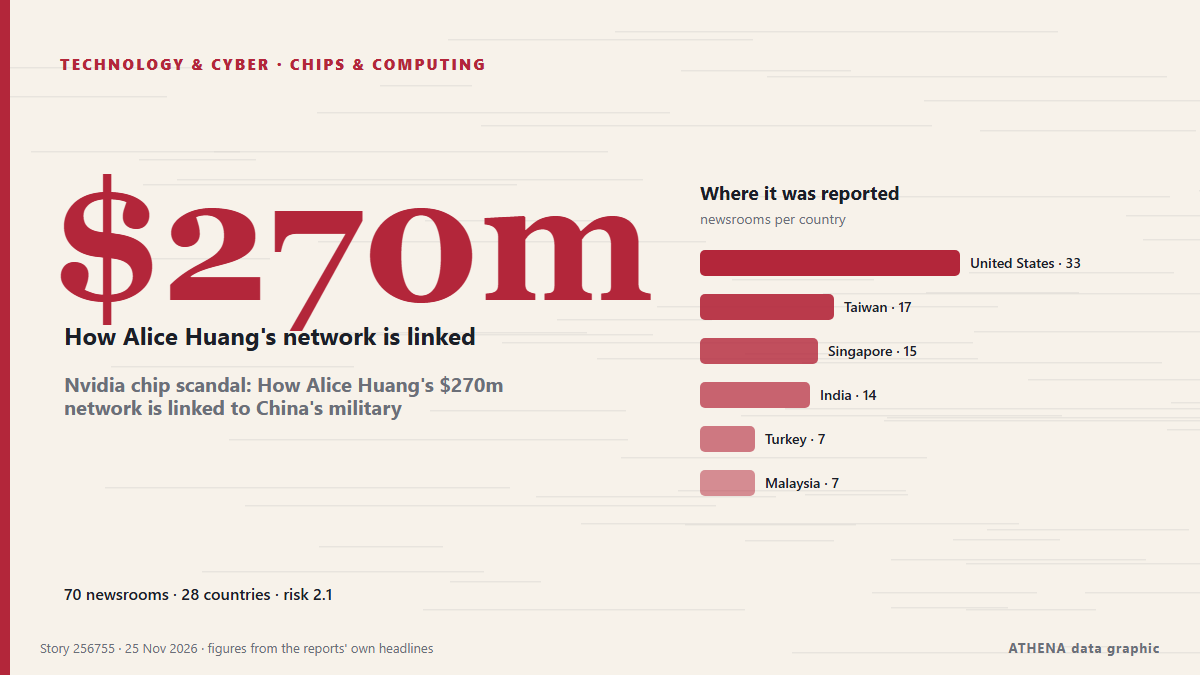 TECHNOLOGY & CYBER · CHIPS & COMPUTING
$270m
How Alice Huang's network is linked
Nvidia chip scandal: How Alice Huang's $270m
network is linked to China's military
Where it was reported
newsrooms per country
United States · 33
Taiwan · 17
Singapore · 15
India · 14
Turkey · 7
Malaysia · 7
70 newsrooms · 28 countries · risk 2.1
Story 256755 · 25 Nov 2026 · figures from the reports' own headlines
ATHENA data graphic